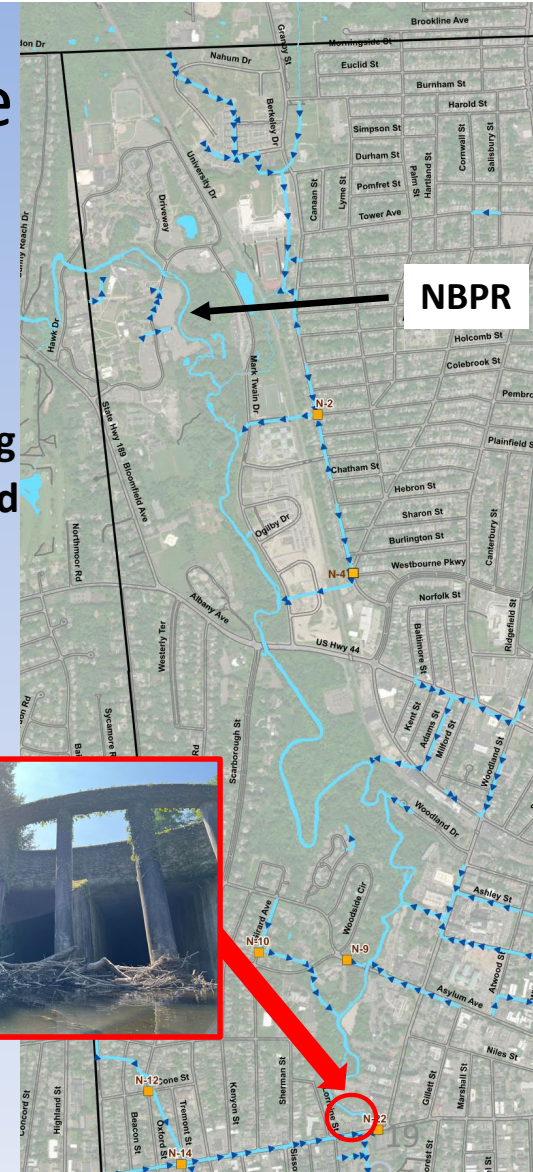 e
Brookline Ave
Granby St
Morningside St
Nahum Dr
Euclid St
Burnham St
Harold St
Berkeley Dr
Simpson St
Cornwall St
Salisbury St
University Dr
Durham St
Palm St
Hartland St
Canaan St
Lyme St
Pomfret St
Driveway
Tower Ave
Hawk Dr
NBPR
Holcomb St
Colebrook St
Mark Twain Dr
State Hwy 189
Bloomfield Ave
N-2
Plainfield S
g
d
Chatham St
Hebron St
Sharon St
Canterbury St
Ogilby Dr
Burlington St
Northmoor Rd
Westbourne Pkwy
N-4
Norfolk St
Albany Ave
Baltimore St
Ridgefield St
Westerly Ter
US Hwy 44
Kent St
Adams St
Milford St
Woodland St
Scarborough St
Woodland Dr
Ashley St
Woodside Cir
N-10
N-9
Atwood St
Asylum Ave
Niles St
N-12
Concord St
Highland St
Beacon St
Oxford St
Tremont St
Kenyon St
Sherman St
Lorraine St
Gillett St
Marshall St
N-22
N-14